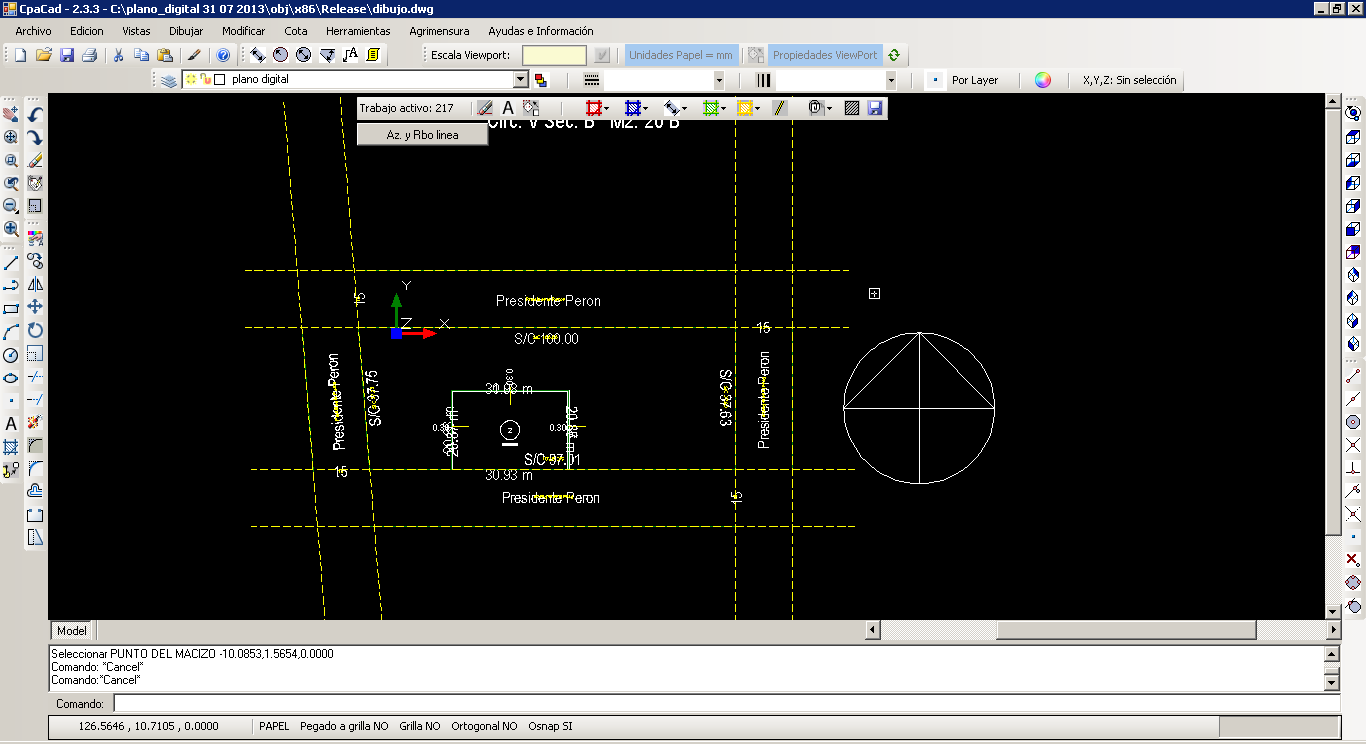 CpaCad - 2.3.3 - C:\plano_digital 31 07 2013\obj\x86\Release\dibujo.dwg
Archivo Edicion Vistas Dibujar Modificar Cota Herramientas Agrimensura Ayudas e Información
Escala Viewport: Unidades Papel = mm Propiedades ViewPort
plano digital Por Layer X,Y,Z: Sin selección
Trabajo activo: 217
Az. y Rbo linea
Circ. V Sec. B Mz. 20 B
Presidente Peron
15
Y
Z
X
15
S/C 100.00
Presidente Peron
S/C 37.75
0.30
0.30
2
0.30
S/C 37.63
Presidente Peron
S/C 37.01
15
30.93 m
Presidente Peron
15
Model
Seleccionar PUNTO DEL MACIZO -10.0853,1.5654,0.0000
Comando: *Cancel*
Comando:*Cancel*
Comando:
126.5646 , 10.7105 , 0.0000 PAPEL Pegado a grilla NO Grilla NO Ortogonal NO Osnap SI